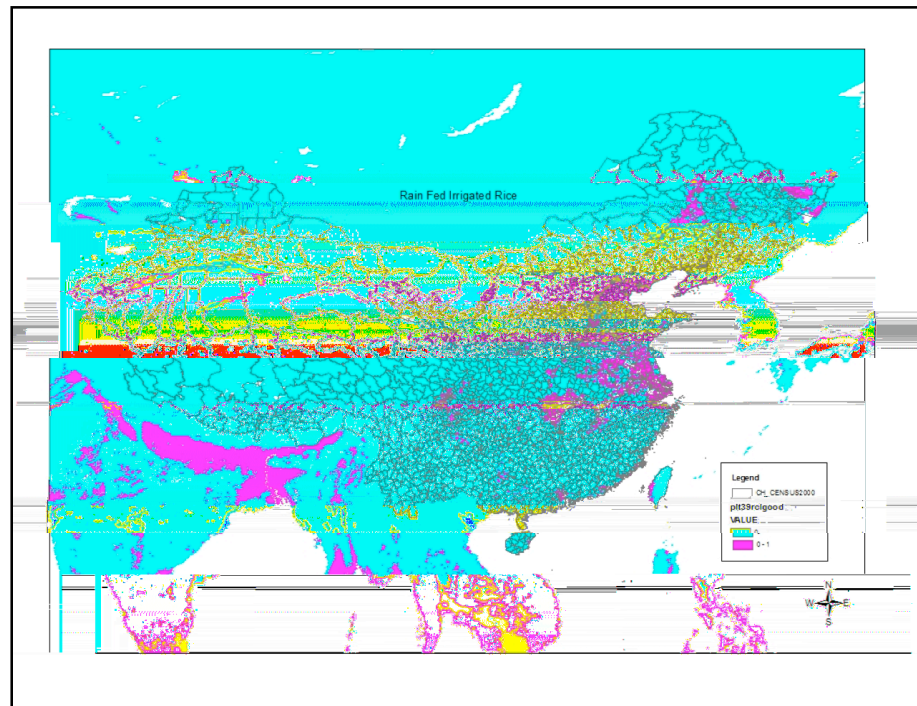 Rain Fed Irrigated Rice
Legend
CH_CENSUS2000
VALUE
0 - 1
N
W E
S